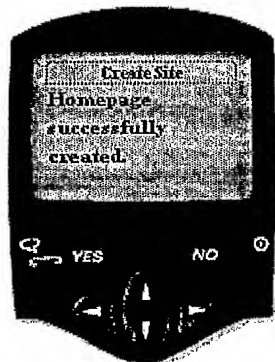 Create Site
Homepage
successfully
created.
YES NO